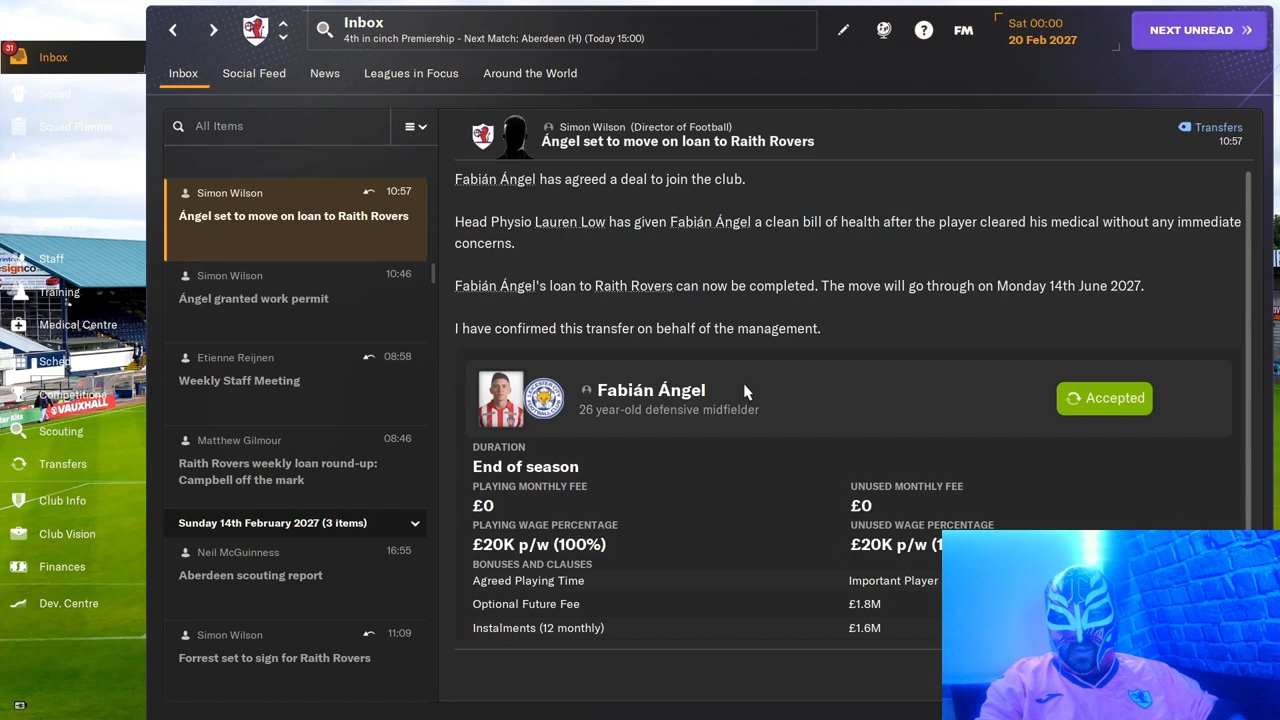 Inbox
4th in cinch Premiership - Next Match: Aberdeen (H) (Today 15:00)
FM
Sat 00:00
20 Feb 2027
NEXT UNREAD
31
Inbox
Squad
Squad Planner
Staff
Training
Medical Centre
Sched
Competitions
VAUXHALL
Scouting
Transfers
Club Info
Club Vision
Finances
Dev. Centre
Inbox
Social Feed
News
Leagues in Focus
Around the World
All Items
Simon Wilson 10:57
Ángel set to move on loan to Raith Rovers
Simon Wilson 10:46
Ángel granted work permit
Etienne Reijnen 08:58
Weekly Staff Meeting
Matthew Gilmour 08:46
Raith Rovers weekly loan round-up:
Campbell off the mark
Sunday 14th February 2027 (3 items)
Neil McGuinness 16:55
Aberdeen scouting report
Simon Wilson 11:09
Forrest set to sign for Raith Rovers
Simon Wilson (Director of Football)
Ángel set to move on loan to Raith Rovers
Transfers
10:57
Fabián Ángel has agreed a deal to join the club.
Head Physio Lauren Low has given Fabián Ángel a clean bill of health after the player cleared his medical without any immediate
concerns.
Fabián Ángel's loan to Raith Rovers can now be completed. The move will go through on Monday 14th June 2027.
I have confirmed this transfer on behalf of the management.
Fabián Ángel
26 year-old defensive midfielder
Accepted
DURATION
End of season
PLAYING MONTHLY FEE UNUSED MONTHLY FEE
£0 £0
PLAYING WAGE PERCENTAGE UNUSED WAGE PERCENTAGE
£20K p/w (100%) £20K p/w (1
BONUSES AND CLAUSES
Agreed Playing Time Important Player
Optional Future Fee £1.8M
Instalments (12 monthly) £1.6M